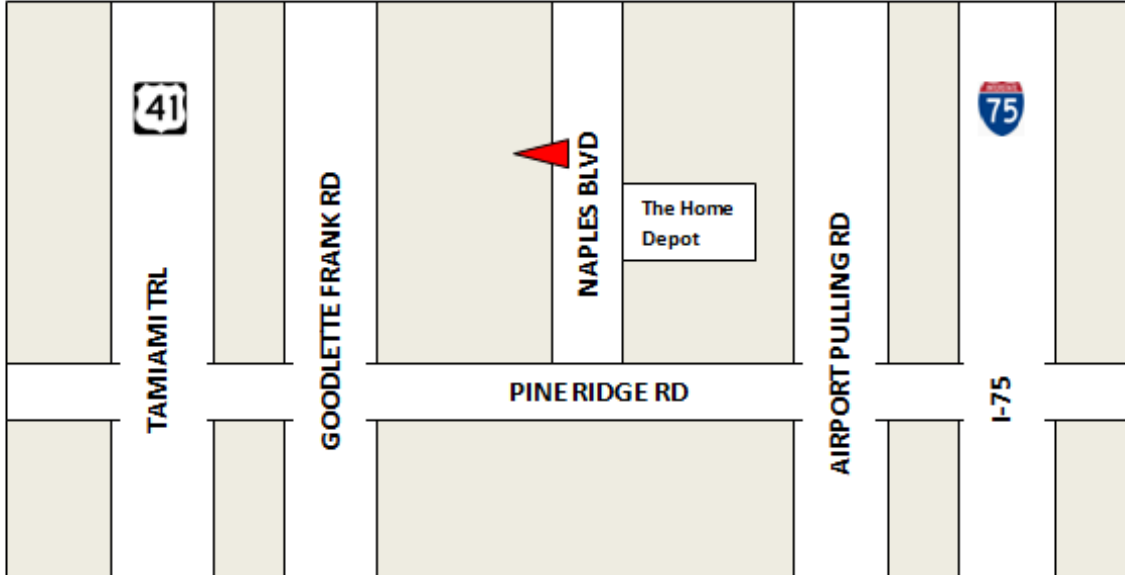 41
75
TAMIAMI TRL
GOODLETTE FRANK RD
NAPLES BLVD
The Home
Depot
AIRPORT PULLING RD
I-75
PINE RIDGE RD